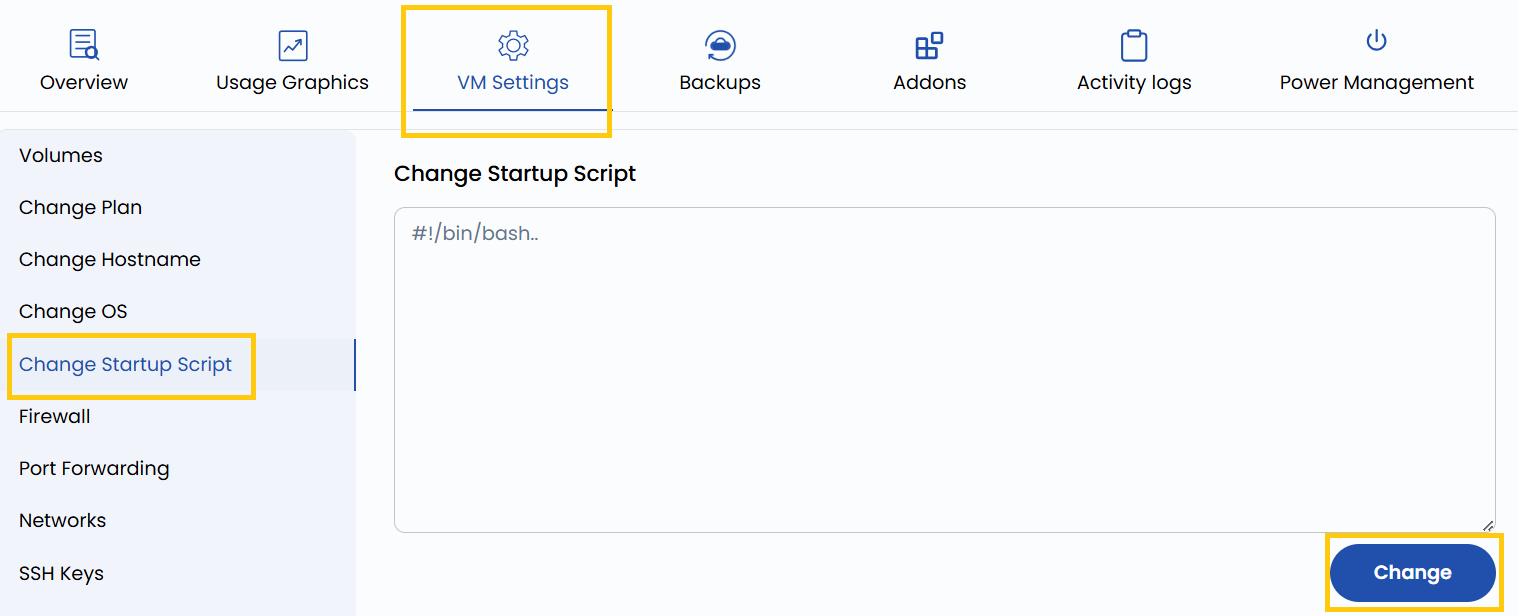 Overview
Usage Graphics
VM Settings
Backups
Addons
Activity logs
Power Management
Volumes
Change Plan
Change Hostname
Change OS
Change Startup Script
Firewall
Port Forwarding
Networks
SSH Keys
Change Startup Script
#!/bin/bash..
Change